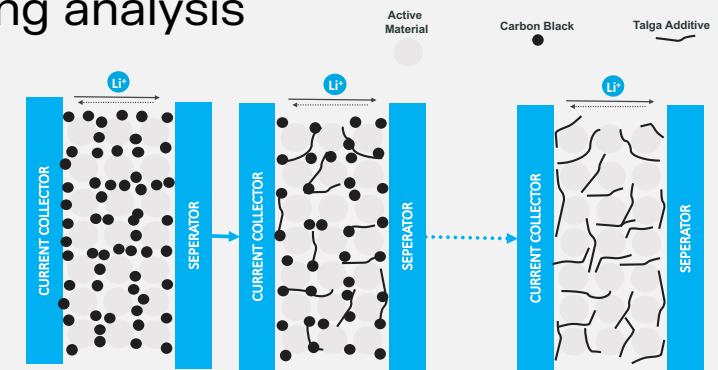 ng analysis
Active
Material
Carbon Black
Talga Additive
Li⁺
Li⁺
Li⁺
CURRENT COLLECTOR
SEPERATOR
CURRENT COLLECTOR
SEPERATOR
CURRENT COLLECTOR
SEPERATOR